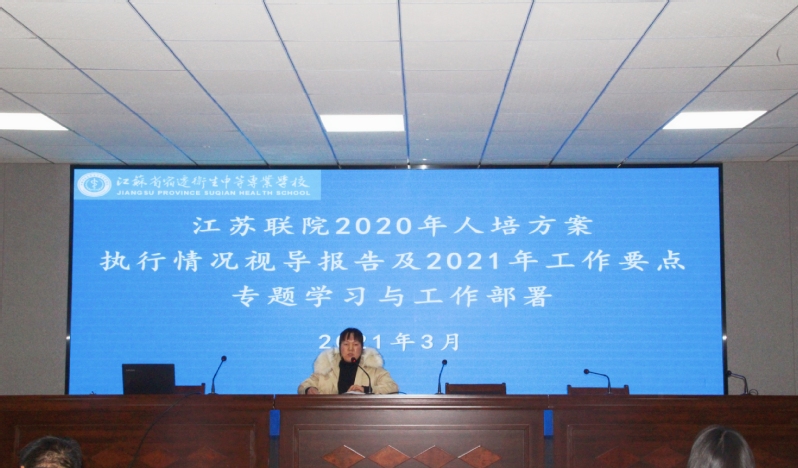 江苏省宿迁卫生中等专业学校
JIANGSU PROVINCE SUQIAN HEALTH SCHOOL
江苏联院2020年人培方案
执行情况视导报告及2021年工作要点
专题学习与工作部署
2021年3月